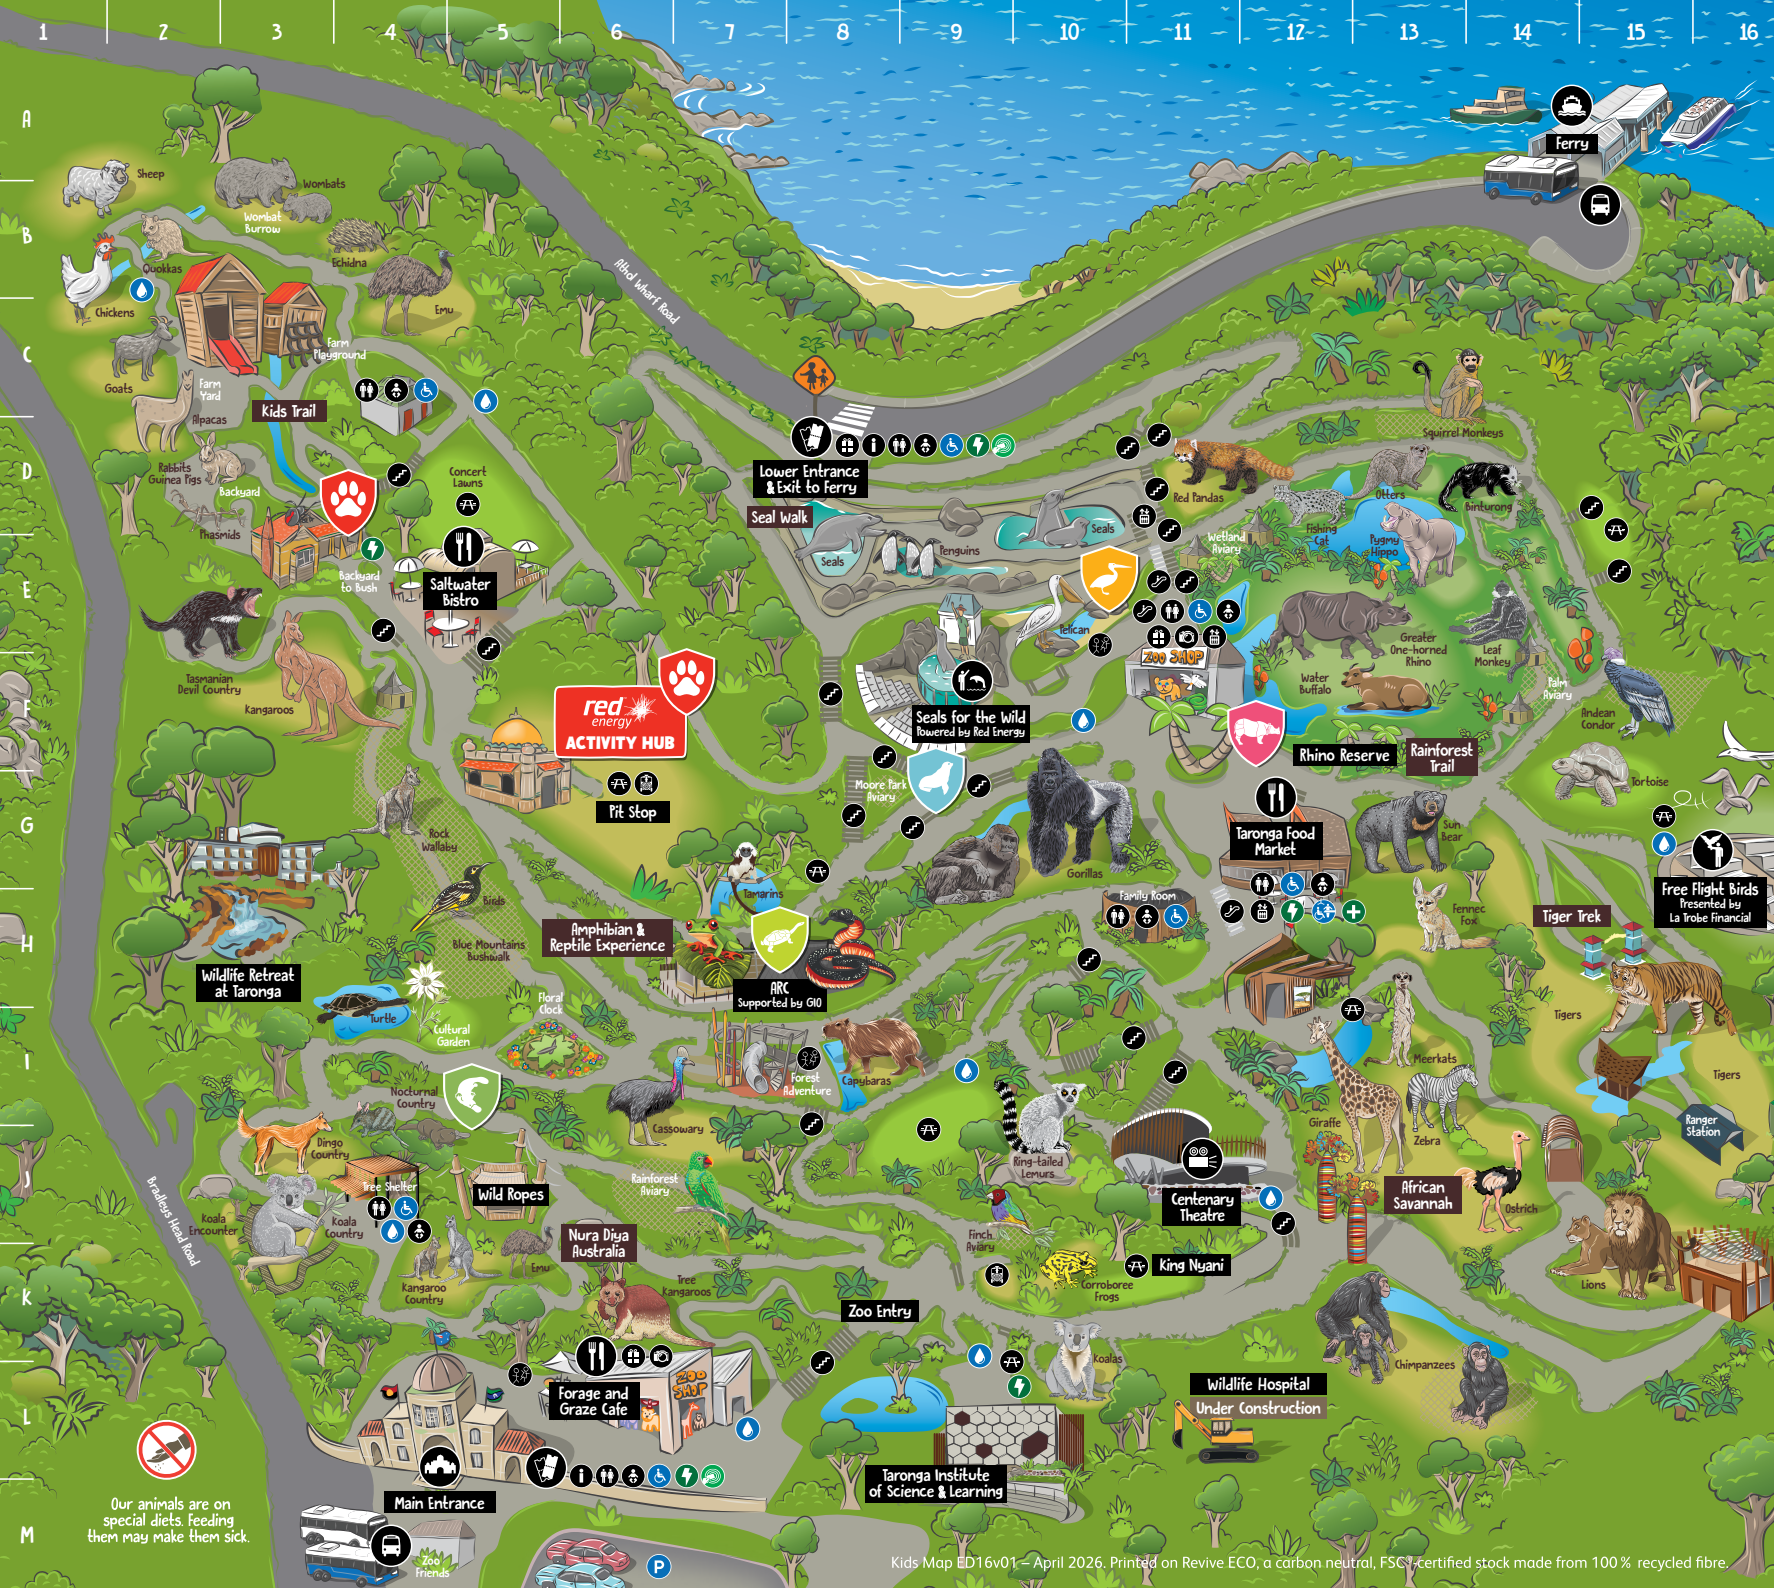 1 2 3 4 5 6 7 8 9 10 11 12 13 14 15 16
A
Ferry
Sheep
Wombats
Wombat
Burrow
B
Echidna
Quokkas
Athol Wharf Road
Chickens
Emu
C
Farm
Playground
Goats
Farm
Yard
Kids Trail
Alpacas
Squirrel Monkeys
D
Rabbits
Guinea Pigs
Backyard
Concert
Lawns
Lower Entrance
& Exit to Ferry
Red Pandas
Otters
Binturong
Phasmids
Seal Walk
Seals
Penguins
Seals
Wetland
Aviary
Fishing
Cat
Pygmy
Hippo
E
Backyard
to Bush
Saltwater
Bistro
Pelican
Greater
One-horned
Rhino
Leaf
Monkey
ZOO SHOP
Tasmanian
Devil Country
Kangaroos
F
red
energy
ACTIVITY HUB
Seals for the Wild
Powered by Red Energy
Water
Buffalo
Palm
Aviary
Andean
Condor
Rhino Reserve
Rainforest
Trail
Moore Park
Aviary
Tortoise
Pit Stop
G
Rock
Wallaby
Taronga Food
Market
Sun
Bear
Gorillas
Tamarins
Birds
Family Room
Fennec
Fox
Free Flight Birds
Presented by
La Trobe Financial
Tiger Trek
H
Amphibian &
Reptile Experience
Blue Mountains
Bushwalk
Wildlife Retreat
at Taronga
ARC
Supported by GIO
Floral
Clock
Turtle
Cultural
Garden
Tigers
I
Meerkats
Forest
Adventure
Capybaras
Tigers
Nocturnal
Country
Cassowary
Giraffe
Zebra
Ranger
Station
Dingo
Country
J
Ring-tailed
Lemurs
Tree Shelter
Wild Ropes
Rainforest
Aviary
Centenary
Theatre
African
Savannah
Ostrich
Bradleys Head Road
Koala
Encounter
Koala
Country
Nura Diya
Australia
Finch
Aviary
King Nyani
Emu
Kangaroo
Country
Tree
Kangaroos
Corroboree
Frogs
Lions
K
Zoo Entry
Koalas
Chimpanzees
Forage and
Graze Cafe
ZOO
SHOP
Wildlife Hospital
Under Construction
L
Taronga Institute
of Science & Learning
Main Entrance
Our animals are on
special diets. Feeding
them may make them sick.
M
Zoo
Friends
P
Kids Map ED16v01 – April 2026. Printed on Revive ECO, a carbon neutral, FSC®-certified stock made from 100% recycled fibre.